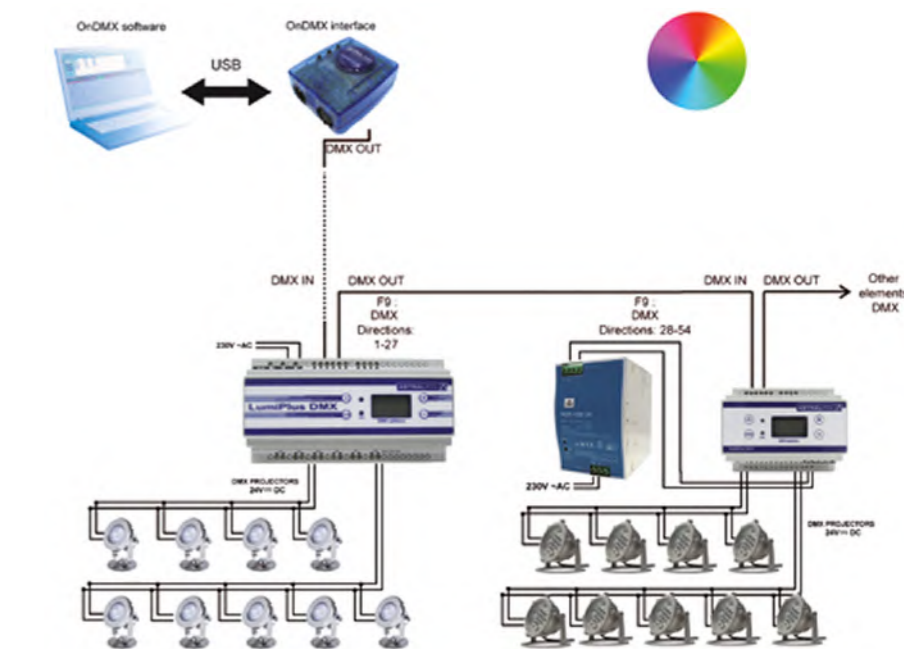 OnDMX software
OnDMX interface
USB
DMX OUT
DMX IN
DMX OUT
F9 :
DMX
Directions:
1-27
F9 :
DMX
Directions: 28-54
DMX IN
DMX OUT
Other
elements
DMX
230V ~AC
LumiPlus DMX
230V ~AC
DMX PROJECTORS
24V DC
DMX PROJECTORS
24V DC